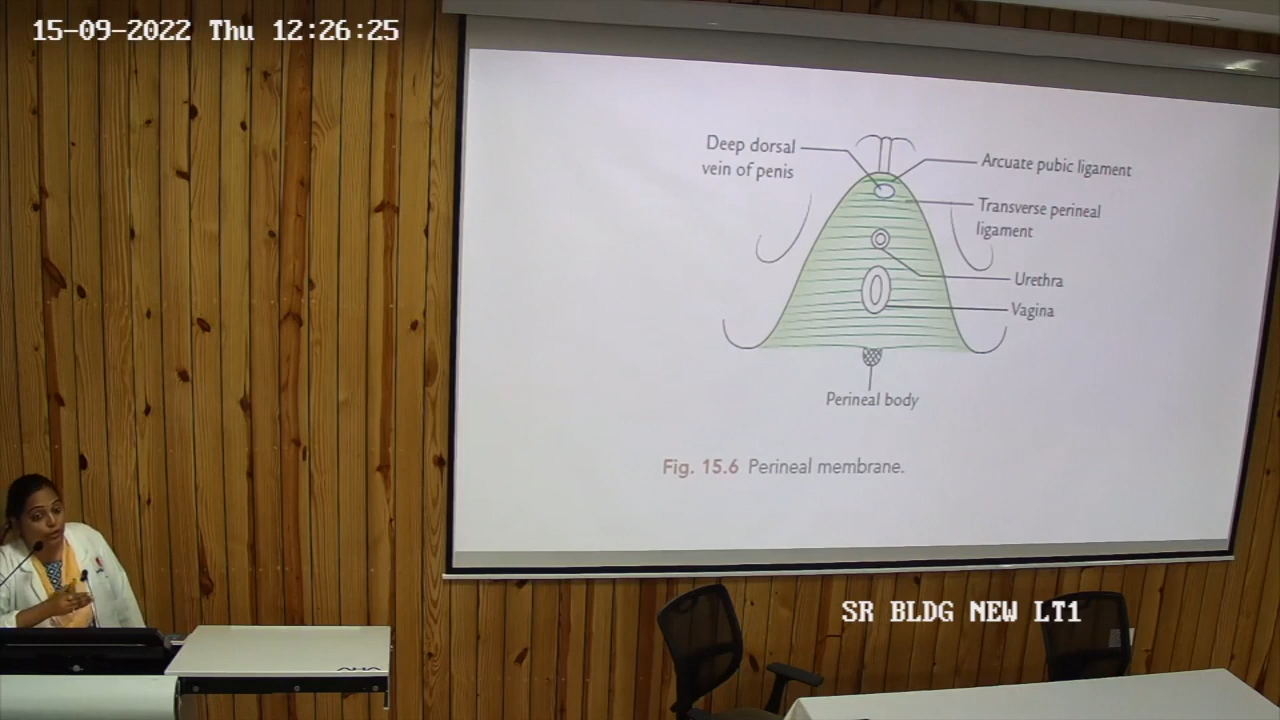 15-09-2022 Thu 12:26:25
Deep dorsal
vein of penis
Arcuate pubic ligament
Transverse perineal
ligament
Urethra
Vagina
Perineal body
Fig. 15.6 Perineal membrane.
SR BLDG NEW LT1